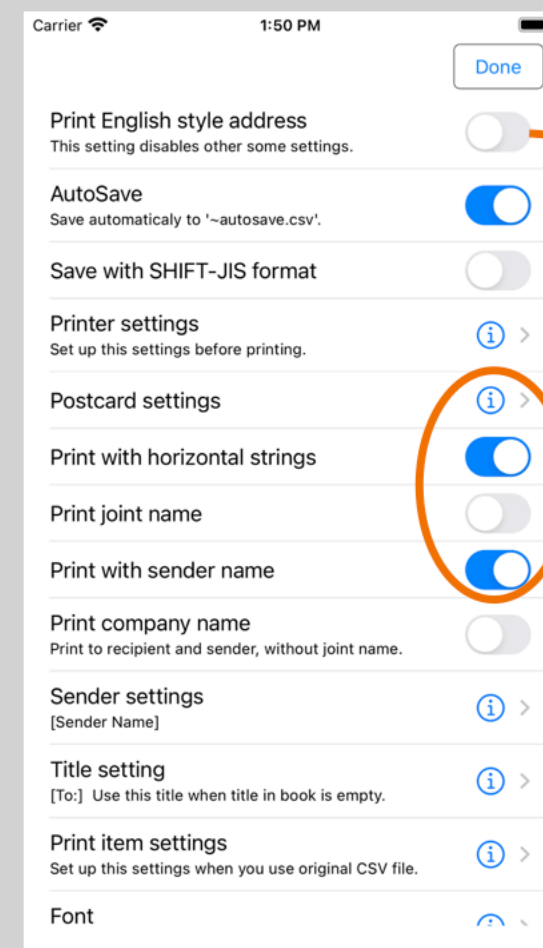 Carrier 1:50 PM
Done
Print English style address
This setting disables other some settings.
AutoSave
Save automaticaly to '~autosave.csv'.
Save with SHIFT-JIS format
Printer settings
Set up this settings before printing.
Postcard settings
Print with horizontal strings
Print joint name
Print with sender name
Print company name
Print to recipient and sender, without joint name.
Sender settings
[Sender Name]
Title setting
[To:] Use this title when title in book is empty.
Print item settings
Set up this settings when you use original CSV file.
Font